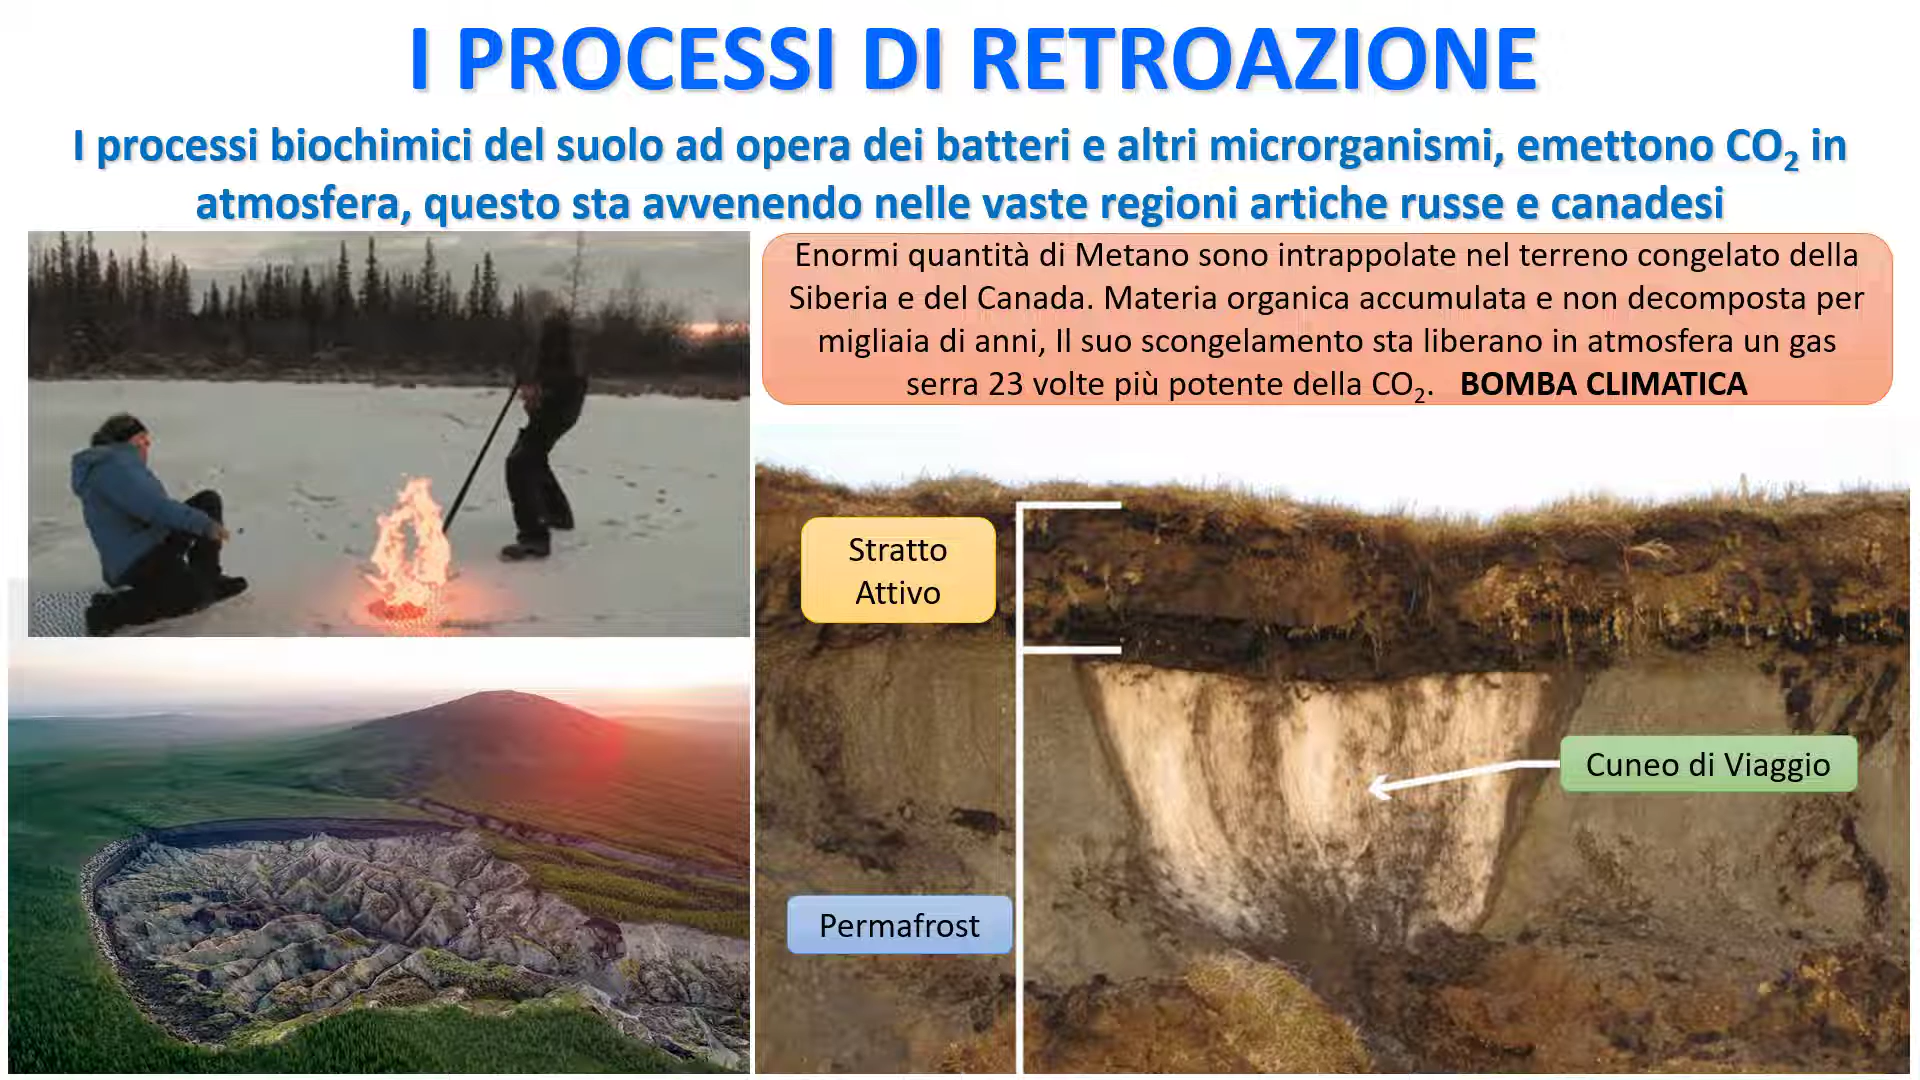 I PROCESSI DI RETROAZIONE
I processi biochimici del suolo ad opera dei batteri e altri microrganismi, emettono CO₂ in
atmosfera, questo sta avvenendo nelle vaste regioni artiche russe e canadesi
Enormi quantità di Metano sono intrappolate nel terreno congelato della
Siberia e del Canada. Materia organica accumulata e non decomposta per
migliaia di anni, Il suo scongelamento sta liberano in atmosfera un gas
serra 23 volte più potente della CO₂. BOMBA CLIMATICA
Stratto
Attivo
Cuneo di Viaggio
Permafrost